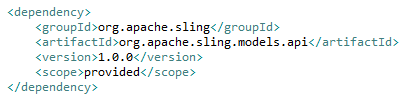 <dependency>
    <groupId>org.apache.sling</groupId>
    <artifactId>org.apache.sling.models.api</artifactId>
    <version>1.0.0</version>
    <scope>provided</scope>
</dependency>